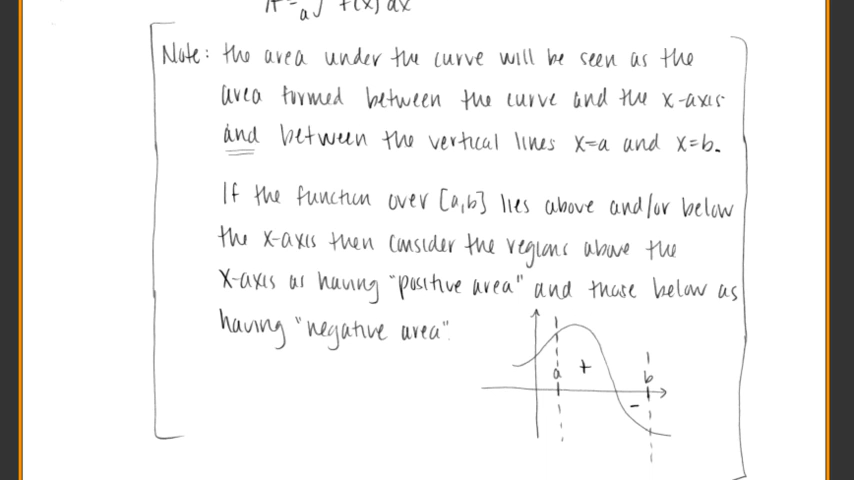 A = a∫ f(x) dx
Note: the area under the curve will be seen as the
area formed between the curve and the x-axis
and between the vertical lines x=a and x=b.
If the function over [a,b] lies above and/or below
the x-axis then consider the regions above the
x-axis as having "positive area" and those below as
having "negative area".
a + b
-